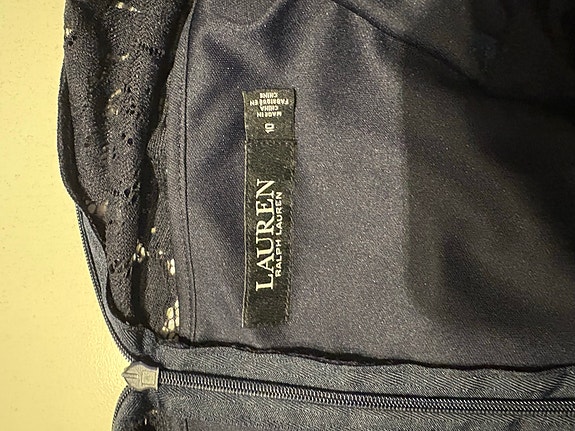 LAUREN
RALPH LAUREN
10
MADE IN
CHINA
FABRIQUÉ EN
CHINE